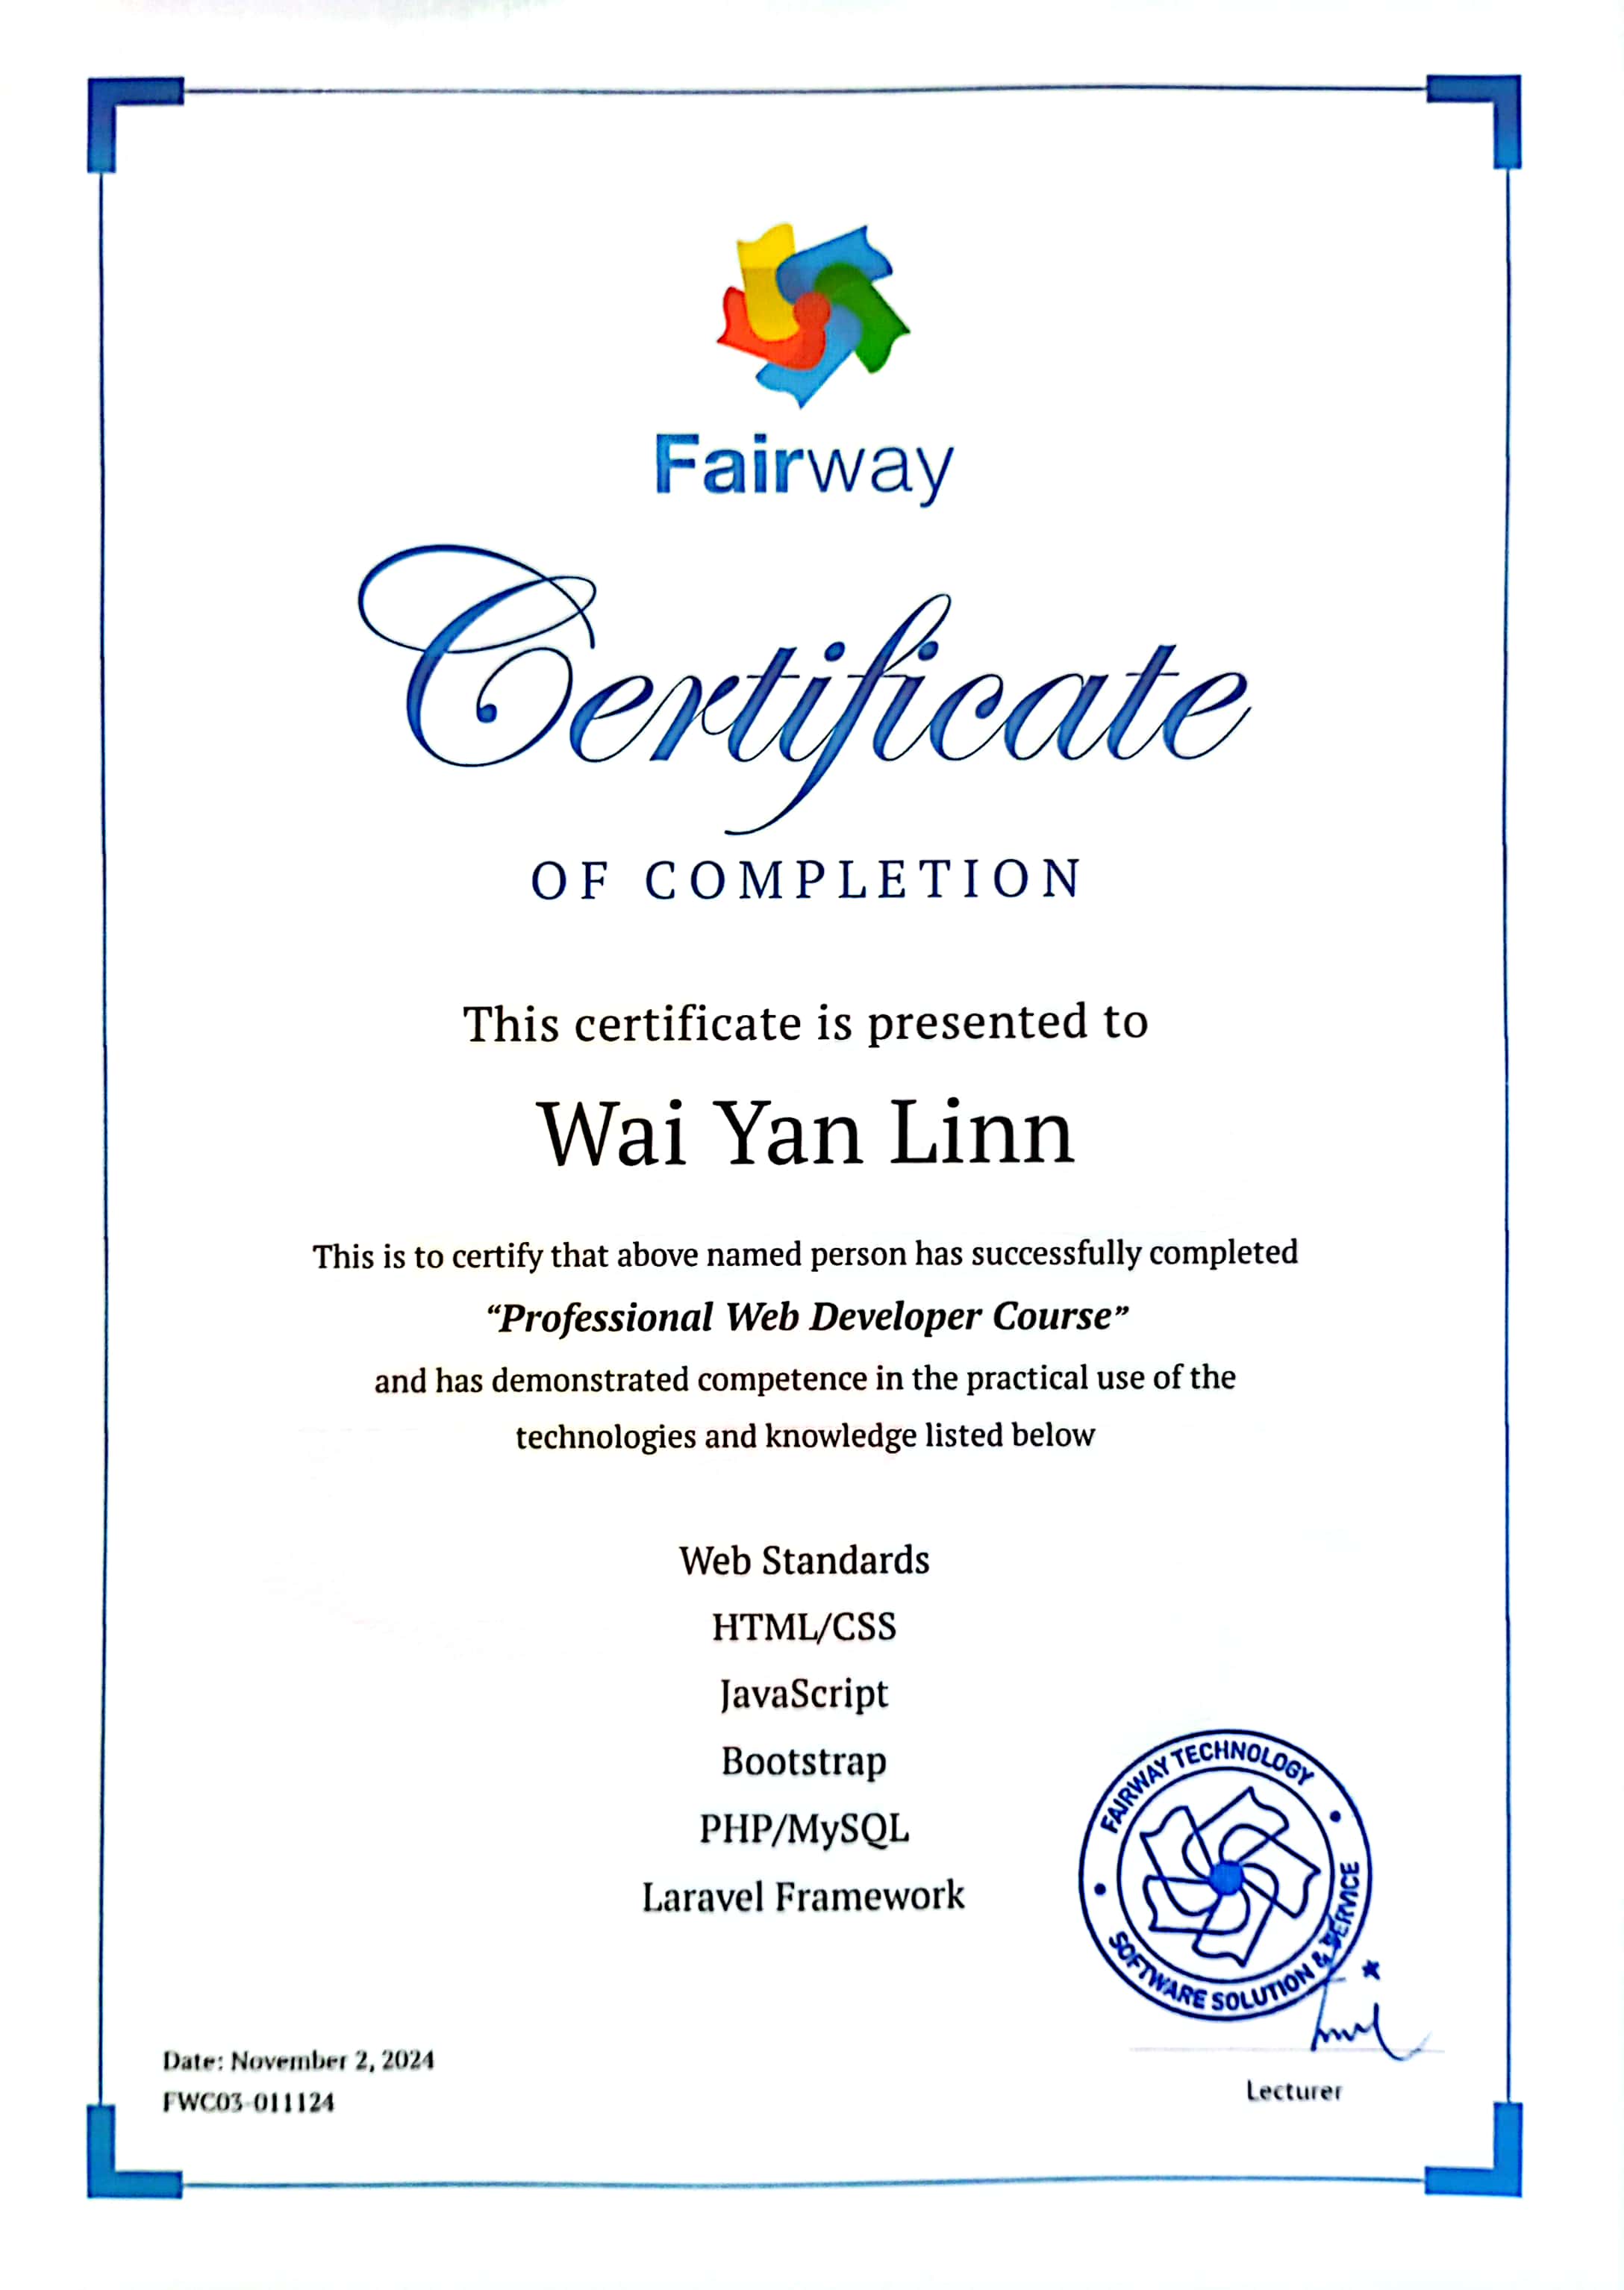 Fairway
Certificate
OF COMPLETION
This certificate is presented to
Wai Yan Linn
This is to certify that above named person has successfully completed
“Professional Web Developer Course”
and has demonstrated competence in the practical use of the
technologies and knowledge listed below
Web Standards
HTML/CSS
JavaScript
Bootstrap
PHP/MySQL
Laravel Framework
FAIRWAY TECHNOLOGY
SOFTWARE SOLUTION & SERVICE
Date: November 2, 2024
FWC03-011124
Lecturer